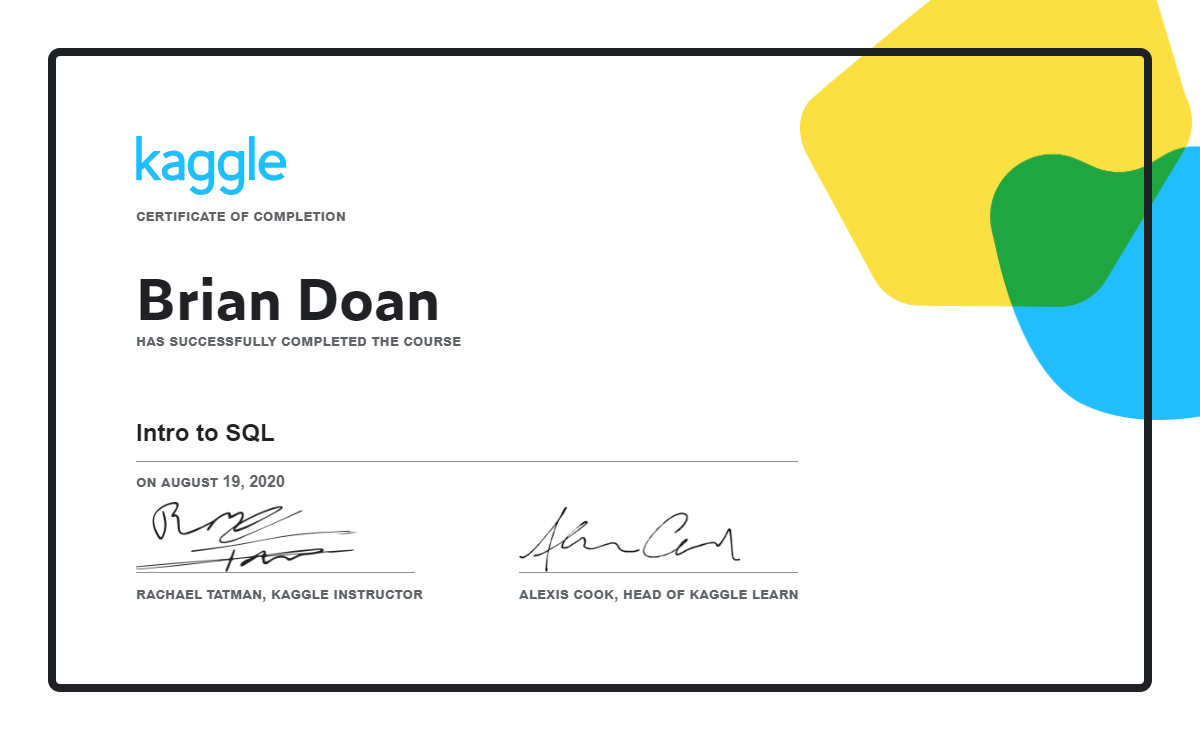 kaggle
CERTIFICATE OF COMPLETION
Brian Doan
HAS SUCCESSFULLY COMPLETED THE COURSE
Intro to SQL
ON AUGUST 19, 2020
RACHAEL TATMAN, KAGGLE INSTRUCTOR
ALEXIS COOK, HEAD OF KAGGLE LEARN